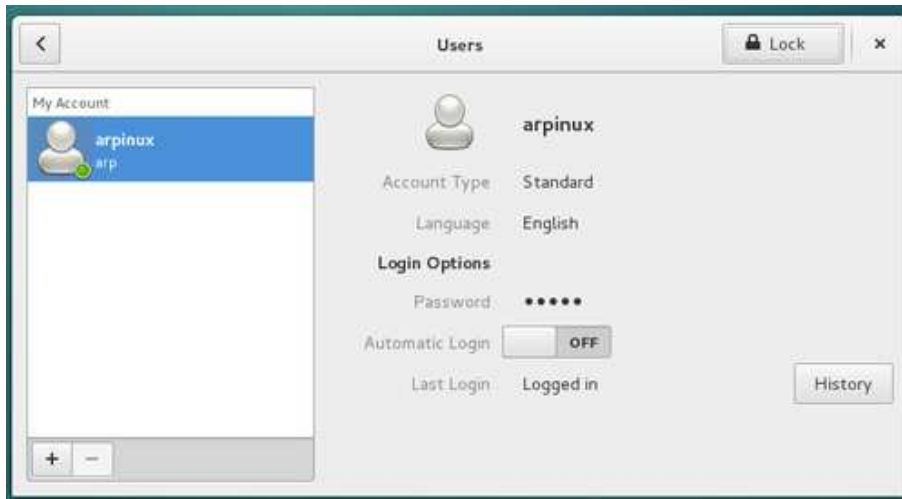 Users
Lock
My Account
arpinux
arp
arpinux
Account Type Standard
Language English
Login Options
Password •••••
Automatic Login OFF
Last Login Logged in
History